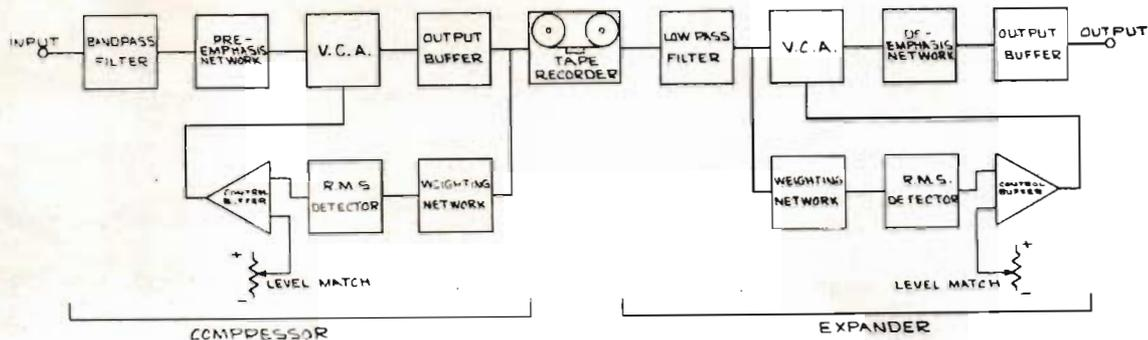 INPUT
BANDPASS
FILTER
PRE-
EMPHASIS
NETWORK
V.C.A.
OUTPUT
BUFFER
TAPE
RECORDER
LOW PASS
FILTER
V.C.A.
DE-
EMPHASIS
NETWORK
OUTPUT
BUFFER
OUTPUT
CONTROL
BUFFER
R.M.S
DETECTOR
WEIGHTING
NETWORK
WEIGHTING
NETWORK
R.M.S.
DETECTOR
CONTROL
BUFFER
+
-
LEVEL MATCH
+
-
LEVEL MATCH
COMPRESSOR
EXPANDER